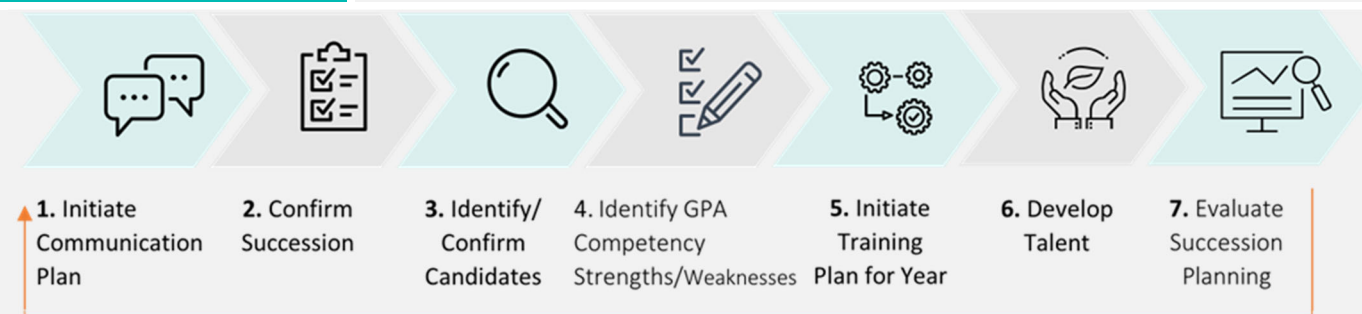 1. Initiate
Communication
Plan
2. Confirm
Succession
3. Identify/
Confirm
Candidates
4. Identify GPA
Competency
Strengths/Weaknesses
5. Initiate
Training
Plan for Year
6. Develop
Talent
7. Evaluate
Succession
Planning